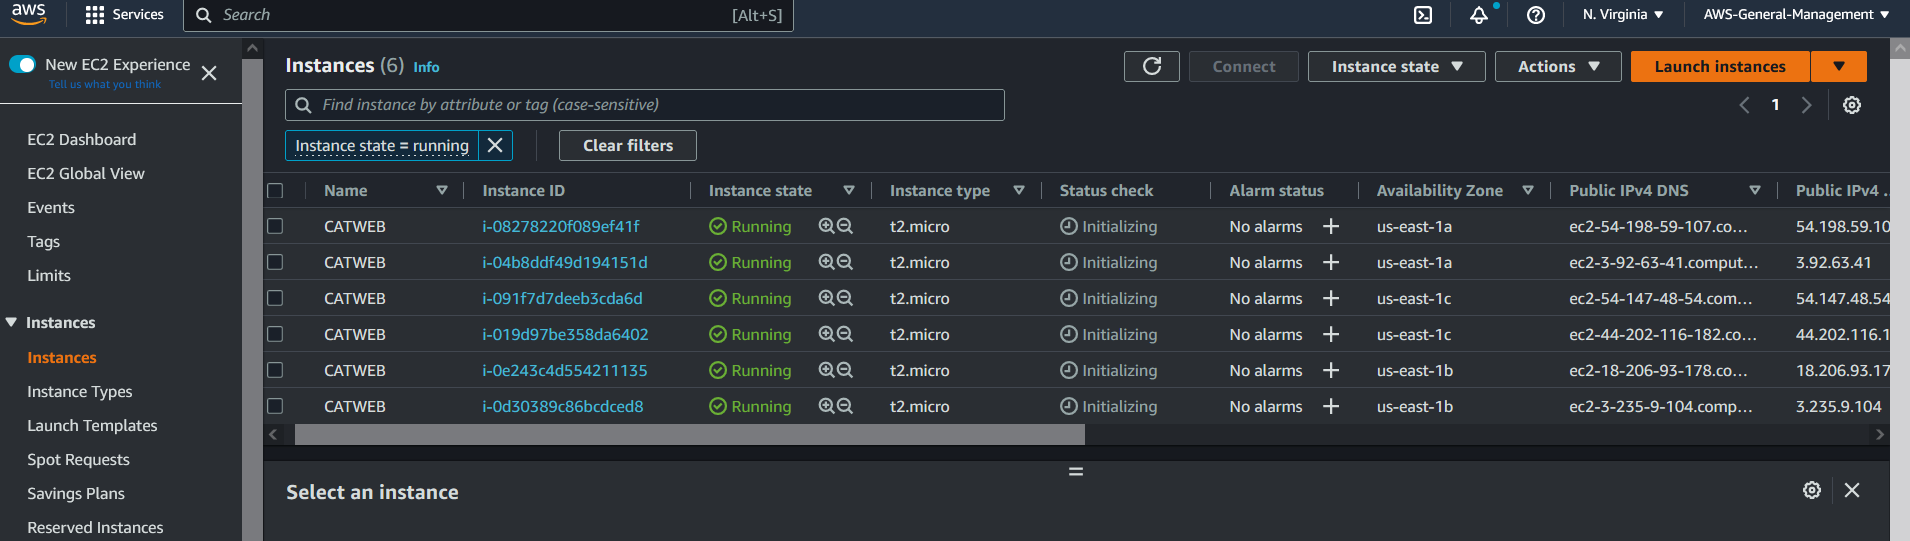 aws
Services
Search
[Alt+S]
N. Virginia
AWS-General-Management
New EC2 Experience
Tell us what you think
EC2 Dashboard
EC2 Global View
Events
Tags
Limits
Instances
Instances
Instance Types
Launch Templates
Spot Requests
Savings Plans
Reserved Instances
Instances (6) Info
Connect
Instance state
Actions
Launch instances
Find instance by attribute or tag (case-sensitive)
1
Instance state = running
Clear filters
Name Instance ID Instance state Instance type Status check Alarm status Availability Zone Public IPv4 DNS Public IPv4 ...
CATWEB i-08278220f089ef41f Running t2.micro Initializing No alarms us-east-1a ec2-54-198-59-107.co... 54.198.59.10
CATWEB i-04b8ddf49d194151d Running t2.micro Initializing No alarms us-east-1a ec2-3-92-63-41.comput... 3.92.63.41
CATWEB i-091f7d7deeb3cda6d Running t2.micro Initializing No alarms us-east-1c ec2-54-147-48-54.com... 54.147.48.54
CATWEB i-019d97be358da6402 Running t2.micro Initializing No alarms us-east-1c ec2-44-202-116-182.co... 44.202.116.1
CATWEB i-0e243c4d554211135 Running t2.micro Initializing No alarms us-east-1b ec2-18-206-93-178.co... 18.206.93.17
CATWEB i-0d30389c86bcdced8 Running t2.micro Initializing No alarms us-east-1b ec2-3-235-9-104.comp... 3.235.9.104
Select an instance